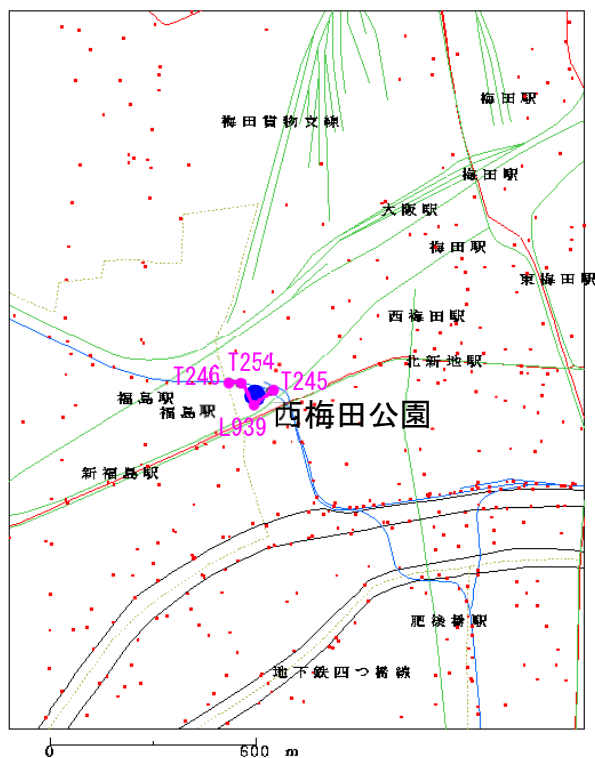 梅田駅
梅田貨物支線
梅田駅
大阪駅
梅田駅
東梅田駅
西梅田駅
北新地駅
T246
T254
T245
福島駅
福島駅
L939
西梅田公園
新福島駅
肥後橋駅
地下鉄四つ橋線
0
600 m